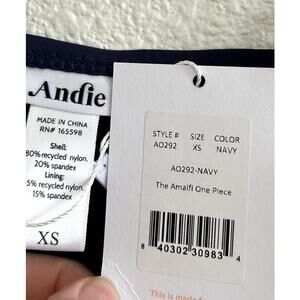 Andie
MADE IN CHINA
RN# 165598
Shell:
80% recycled nylon,
20% spandex
Lining:
5% recycled nylon,
15% spandex
XS
STYLE # SIZE COLOR
AO292 XS NAVY
AO292-NAVY
The Amalfi One Piece
8 40302 30983 4
This is made